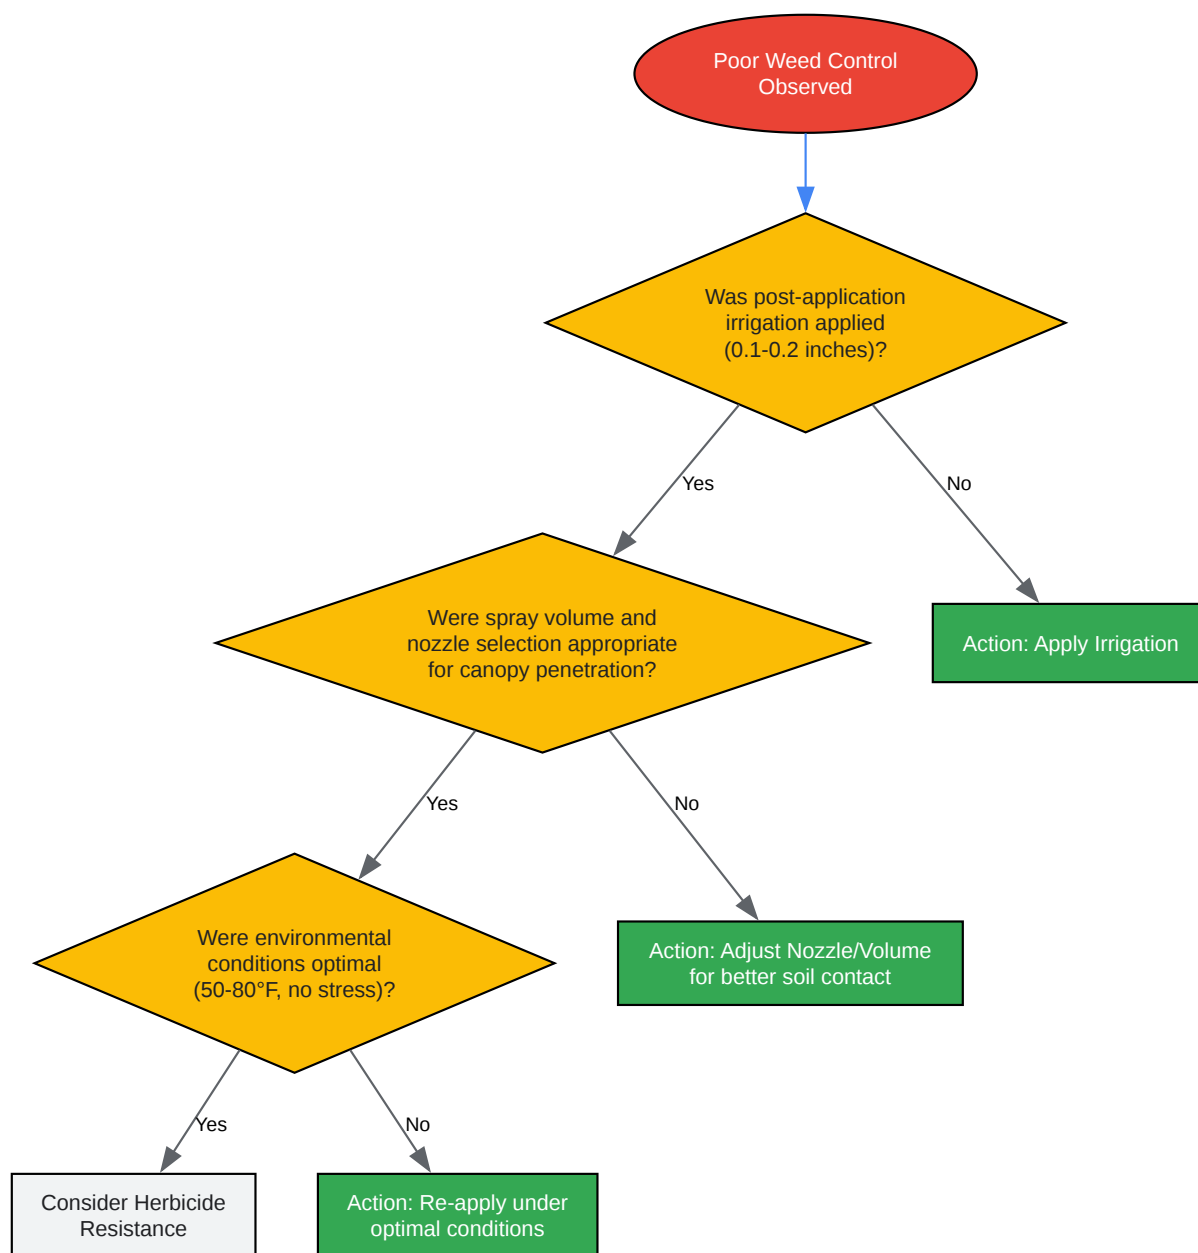 Poor Weed Control
Observed
Was post-application
irrigation applied
(0.1-0.2 inches)?
Yes
No
Were spray volume and
nozzle selection appropriate
for canopy penetration?
Action: Apply Irrigation
Yes
No
Were environmental
conditions optimal
(50-80°F, no stress)?
Action: Adjust Nozzle/Volume
for better soil contact
Yes
No
Consider Herbicide
Resistance
Action: Re-apply under
optimal conditions